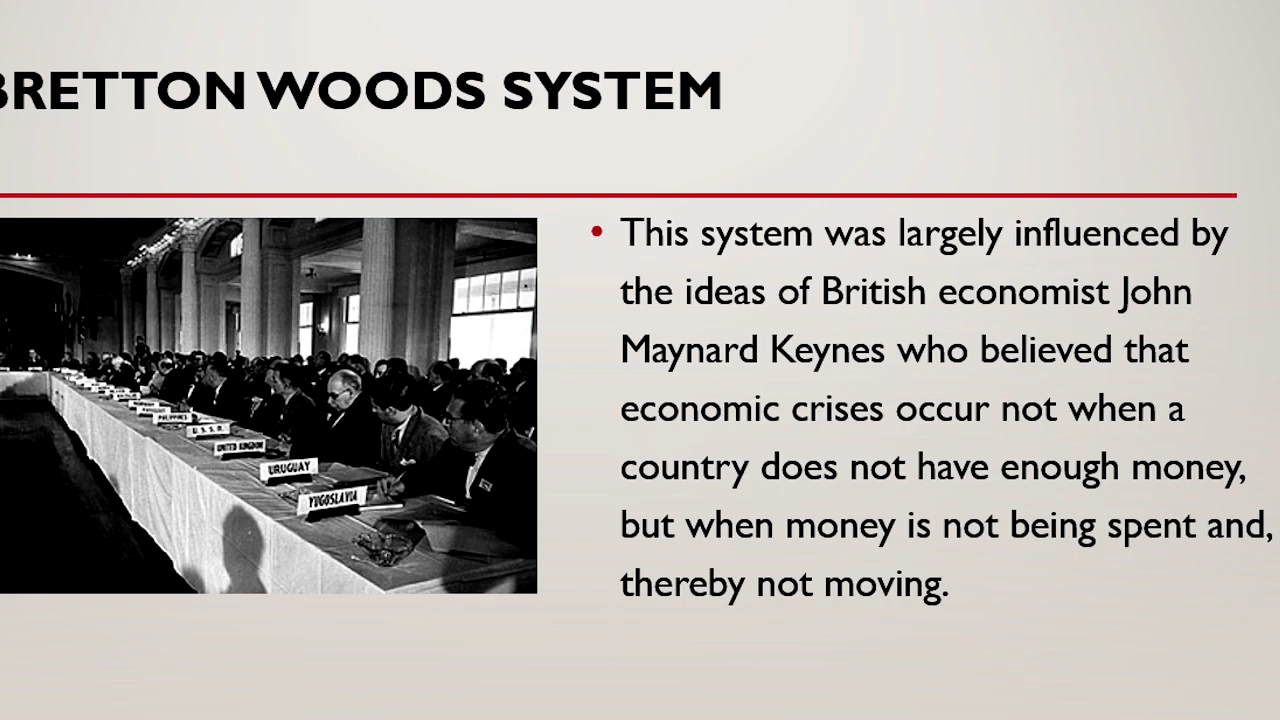 BRETTON WOODS SYSTEM
• This system was largely influenced by
the ideas of British economist John
Maynard Keynes who believed that
economic crises occur not when a
country does not have enough money,
but when money is not being spent and,
thereby not moving.
PHILIPPINES
U.S.S.R.
UNITED KINGDOM
URUGUAY
YUGOSLAVIA